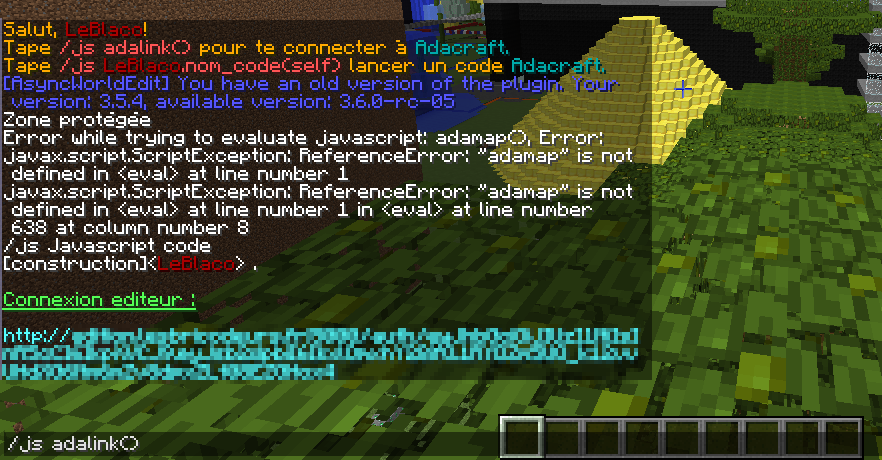 Salut, LeBlaco!
Tape /js adalink() pour te connecter à Adacraft.
Tape /js LeBlaco.nom_code(self) lancer un code Adacraft.
[AsyncWorldEdit] You have an old version of the plugin. Your
version: 3.5.4, available version: 3.6.0-rc-05
Zone protégée
Error while trying to evaluate javascript: adamap(), Error:
javax.script.ScriptException: ReferenceError: "adamap" is not
defined in <eval> at line number 1
javax.script.ScriptException: ReferenceError: "adamap" is not
defined in <eval> at line number 1 in <eval> at line number
638 at column number 8
/js Javascript code
[construction]<LeBlaco> .
Connexion editeur :
http://
/js adalink()